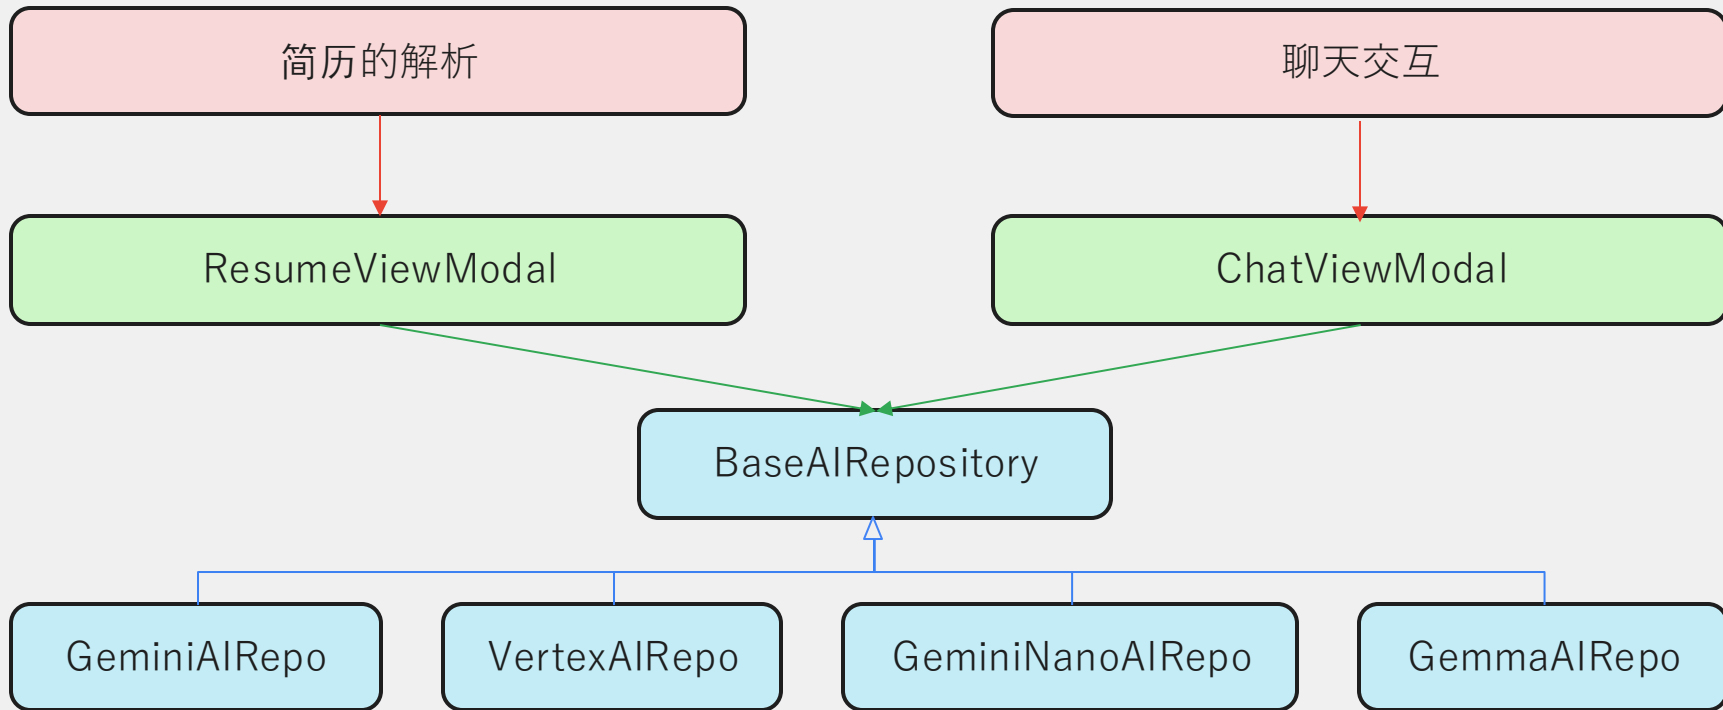 简历的解析
聊天交互
ResumeViewModal
ChatViewModal
BaseAIRepository
GeminiAIRepo
VertexAIRepo
GeminiNanoAIRepo
GemmaAIRepo